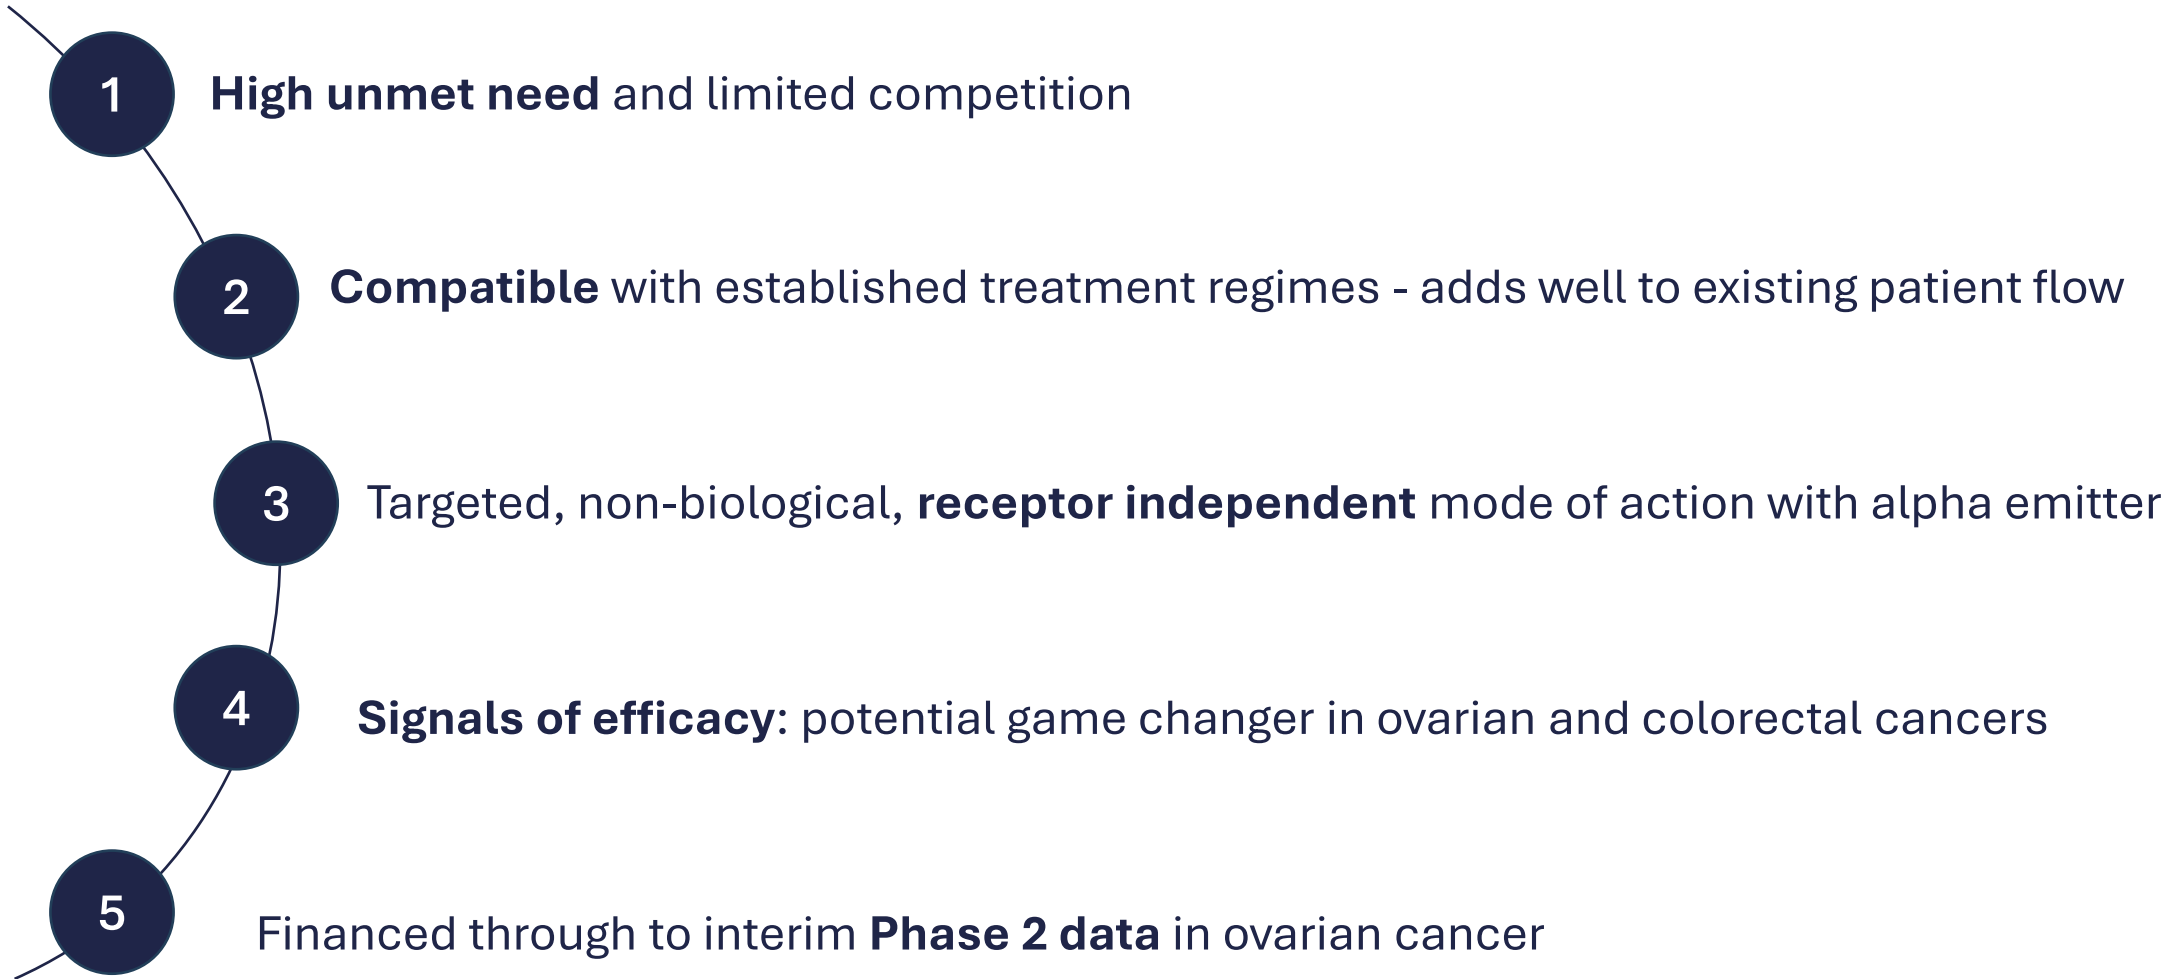 1
High unmet need and limited competition
2
Compatible with established treatment regimes - adds well to existing patient flow
3
Targeted, non-biological, receptor independent mode of action with alpha emitter
4
Signals of efficacy: potential game changer in ovarian and colorectal cancers
5
Financed through to interim Phase 2 data in ovarian cancer